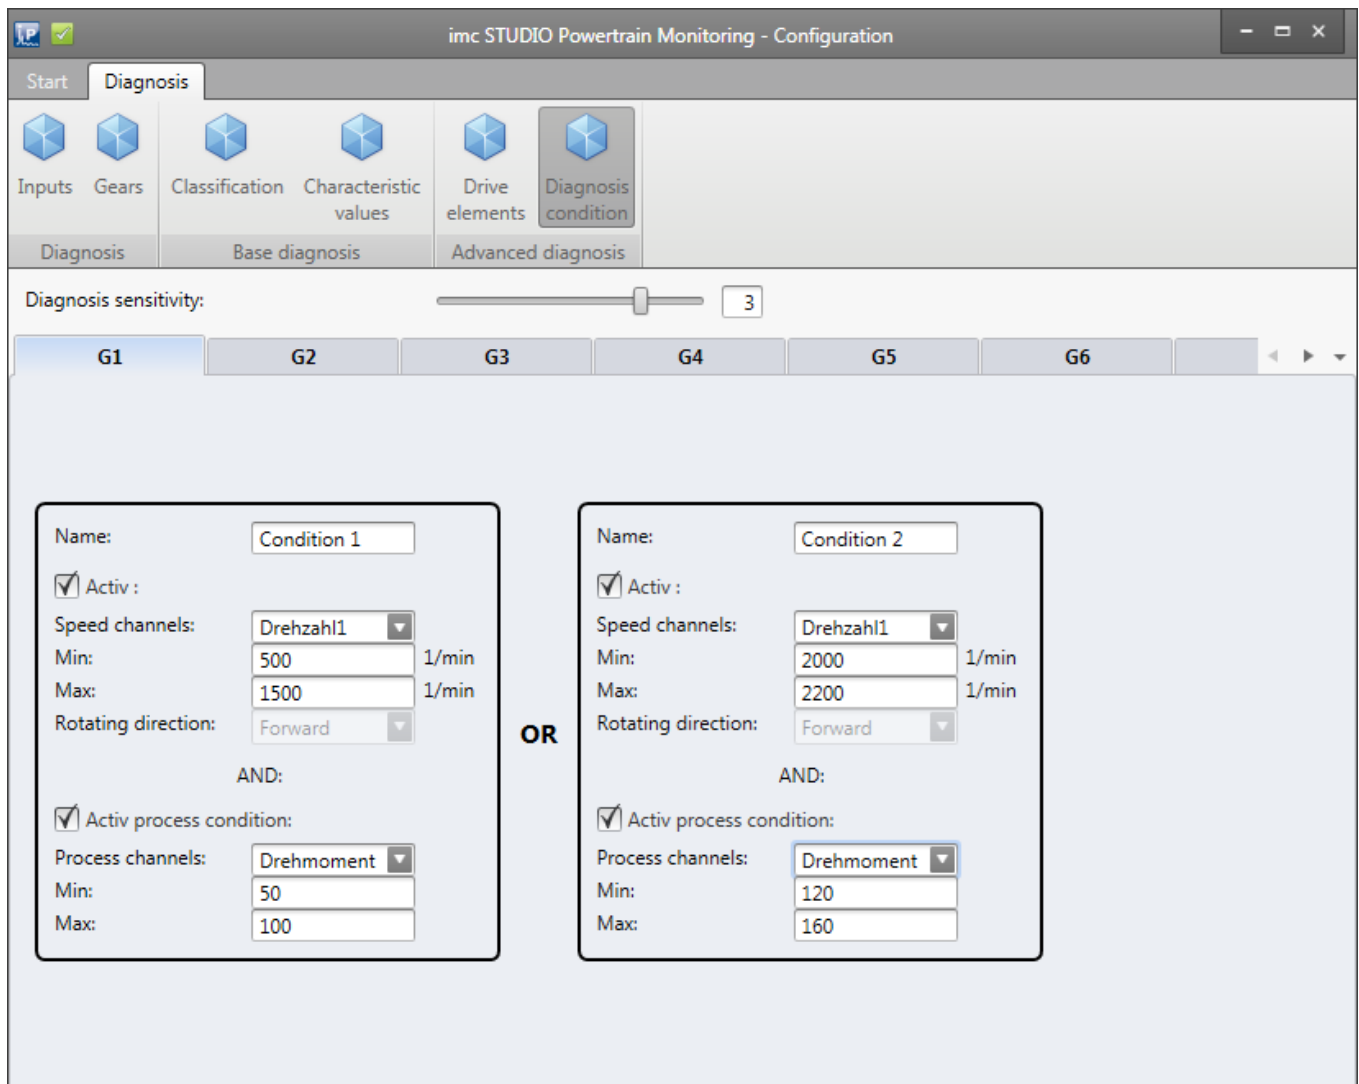 imc STUDIO Powertrain Monitoring - Configuration
Start Diagnosis
Inputs Gears Classification Characteristic values Drive elements Diagnosis condition
Diagnosis Base diagnosis Advanced diagnosis
Diagnosis sensitivity: 3
G1 G2 G3 G4 G5 G6
Name: Condition 1
Activ :
Speed channels: Drehzahl1
Min: 500 1/min
Max: 1500 1/min
Rotating direction: Forward
AND:
Activ process condition:
Process channels: Drehmoment
Min: 50
Max: 100
OR
Name: Condition 2
Activ :
Speed channels: Drehzahl1
Min: 2000 1/min
Max: 2200 1/min
Rotating direction: Forward
AND:
Activ process condition:
Process channels: Drehmoment
Min: 120
Max: 160